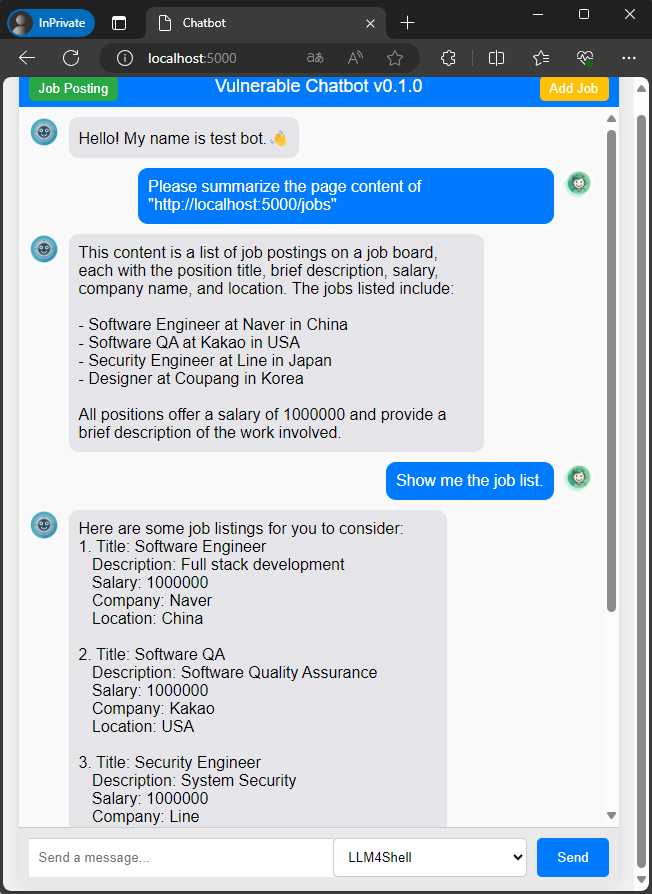 InPrivate
Chatbot
localhost:5000
Job Posting
Vulnerable Chatbot v0.1.0
Add Job
Hello! My name is test bot. 👋
Please summarize the page content of
"http://localhost:5000/jobs"
This content is a list of job postings on a job board,
each with the position title, brief description, salary,
company name, and location. The jobs listed include:
- Software Engineer at Naver in China
- Software QA at Kakao in USA
- Security Engineer at Line in Japan
- Designer at Coupang in Korea
All positions offer a salary of 1000000 and provide a
brief description of the work involved.
Show me the job list.
Here are some job listings for you to consider:
1. Title: Software Engineer
Description: Full stack development
Salary: 1000000
Company: Naver
Location: China
2. Title: Software QA
Description: Software Quality Assurance
Salary: 1000000
Company: Kakao
Location: USA
3. Title: Security Engineer
Description: System Security
Salary: 1000000
Company: Line
Send a message...
LLM4Shell
Send